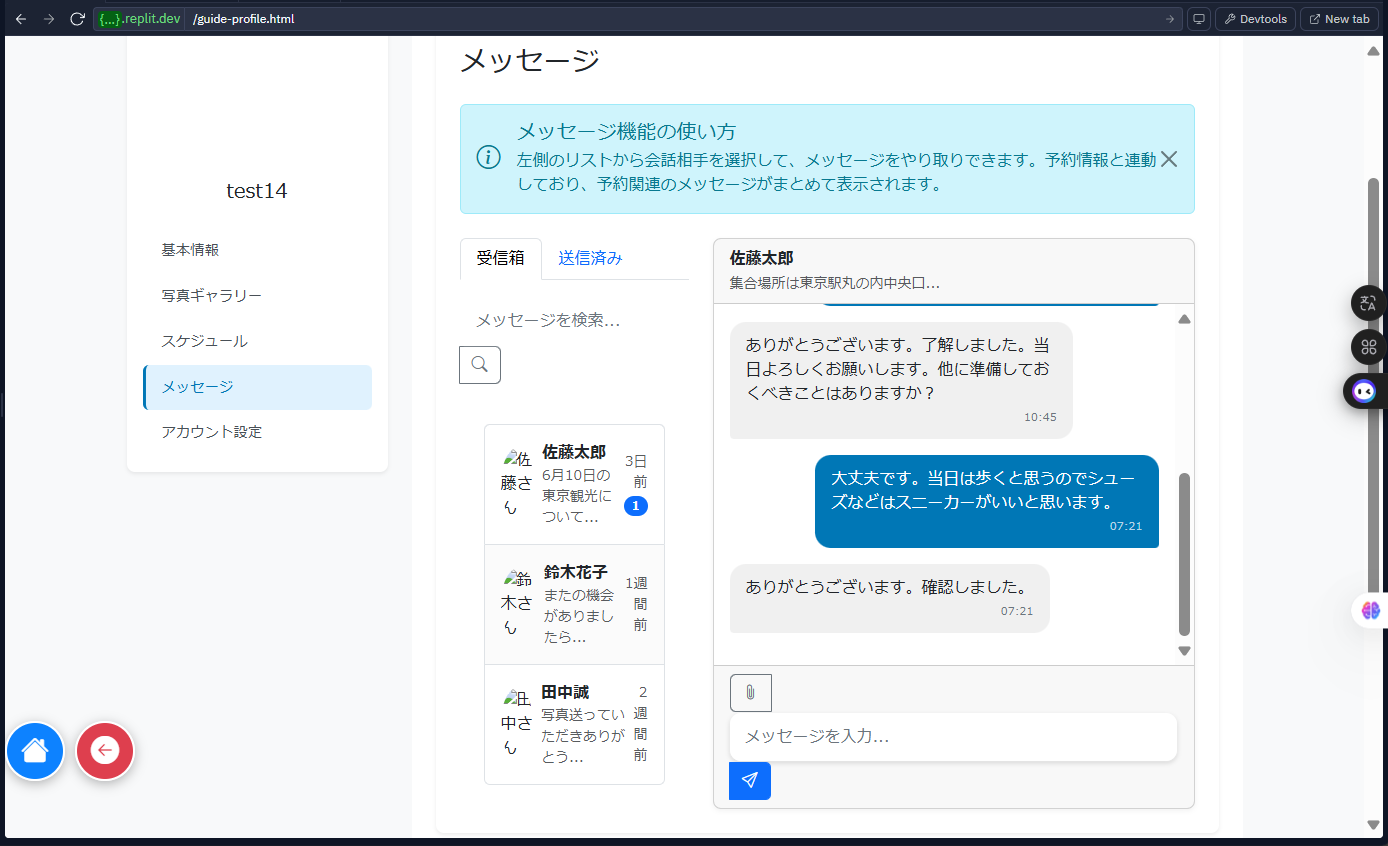 {...}.replit.dev /guide-profile.html
Devtools
New tab
test14
基本情報
写真ギャラリー
スケジュール
メッセージ
アカウント設定
メッセージ
メッセージ機能の使い方
左側のリストから会話相手を選択して、メッセージをやり取りできます。予約情報と連動
しており、予約関連のメッセージがまとめて表示されます。
受信箱
送信済み
メッセージを検索...
佐藤さん
佐藤太郎
6月10日の
東京観光に
ついて...
3日
前
1
鈴木さん
鈴木花子
またの機会
がありまし
たら...
1週
間
前
田中さん
田中誠
写真送ってい
ただきありが
とう...
2
週
間
前
佐藤太郎
集合場所は東京駅丸の内中央口...
ありがとうございます。了解しました。当
日よろしくお願いします。他に準備してお
くべきことはありますか？
10:45
大丈夫です。当日は歩くと思うのでシュー
ズなどはスニーカーがいいと思います。
07:21
ありがとうございます。確認しました。
07:21
メッセージを入力...